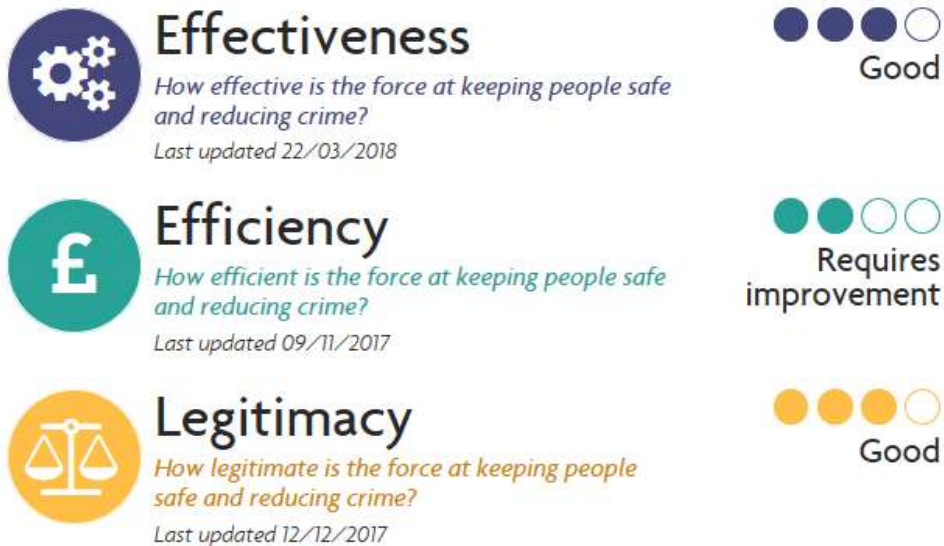 Effectiveness
Good
How effective is the force at keeping people safe
and reducing crime?
Last updated 22/03/2018
£
Efficiency
Requires
improvement
How efficient is the force at keeping people safe
and reducing crime?
Last updated 09/11/2017
Legitimacy
Good
How legitimate is the force at keeping people
safe and reducing crime?
Last updated 12/12/2017